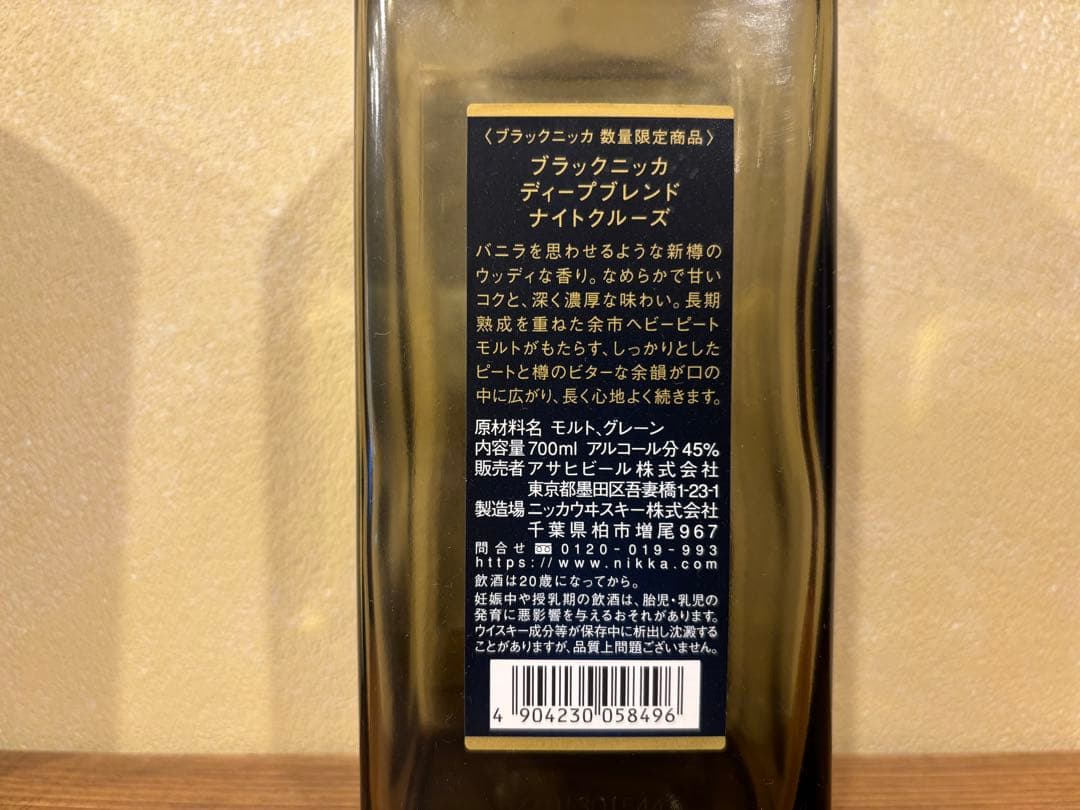 〈ブラックニッカ 数量限定商品〉
ブラックニッカ
ディープブレンド
ナイトクルーズ
バニラを思わせるような新樽の
ウッディな香り。なめらかで甘い
コクと、深く濃厚な味わい。長期
熟成を重ねた余市ヘビーピート
モルトがもたらす、しっかりとした
ピートと樽のビターな余韻が口の
中に広がり、長く心地よく続きます。
原材料名 モルト、グレーン
内容量 700ml アルコール分 45%
販売者 アサヒビール株式会社
東京都墨田区吾妻橋1-23-1
製造場 ニッカウヰスキー株式会社
千葉県柏市増尾967
問合せ 0120-019-993
https://www.nikka.com
飲酒は20歳になってから。
妊娠中や授乳期の飲酒は、胎児・乳児の
発育に悪影響を与えるおそれがあります。
ウイスキー成分等が保存中に析出し沈澱する
ことがありますが、品質上問題ございません。
4 904230 058496